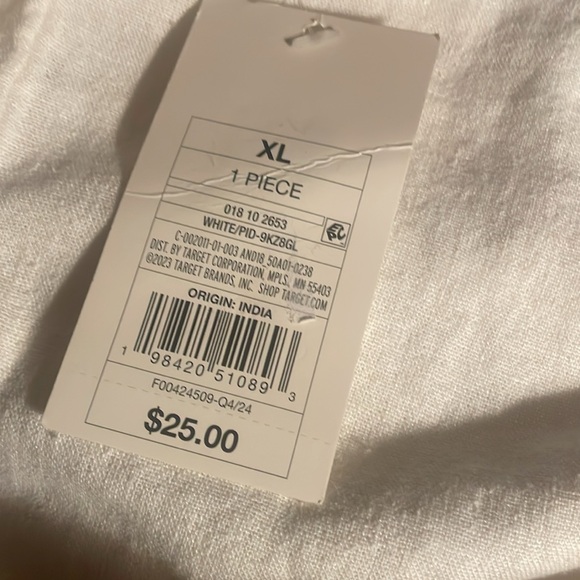 XL
1 PIECE
018 10 2653
WHITE/PID-9KZ8GL
C-002011-01-003 AND18_50A01-0238
DIST. BY TARGET CORPORATION, MPLS, MN 55403
©2023 TARGET BRANDS, INC. SHOP TARGET.COM
ORIGIN: INDIA
1 98420 51089 3
F00424509-Q4/24
$25.00